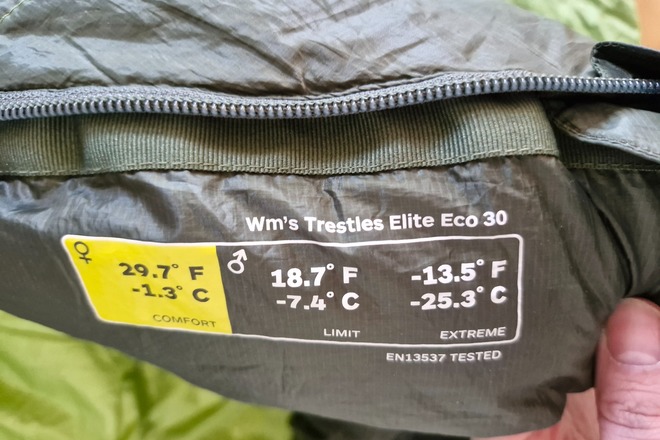 Wm's Trestles Elite Eco 30
♀ 29.7° F ♂ 18.7° F -13.5° F
-1.3° C -7.4° C -25.3° C
COMFORT LIMIT EXTREME
EN13537 TESTED